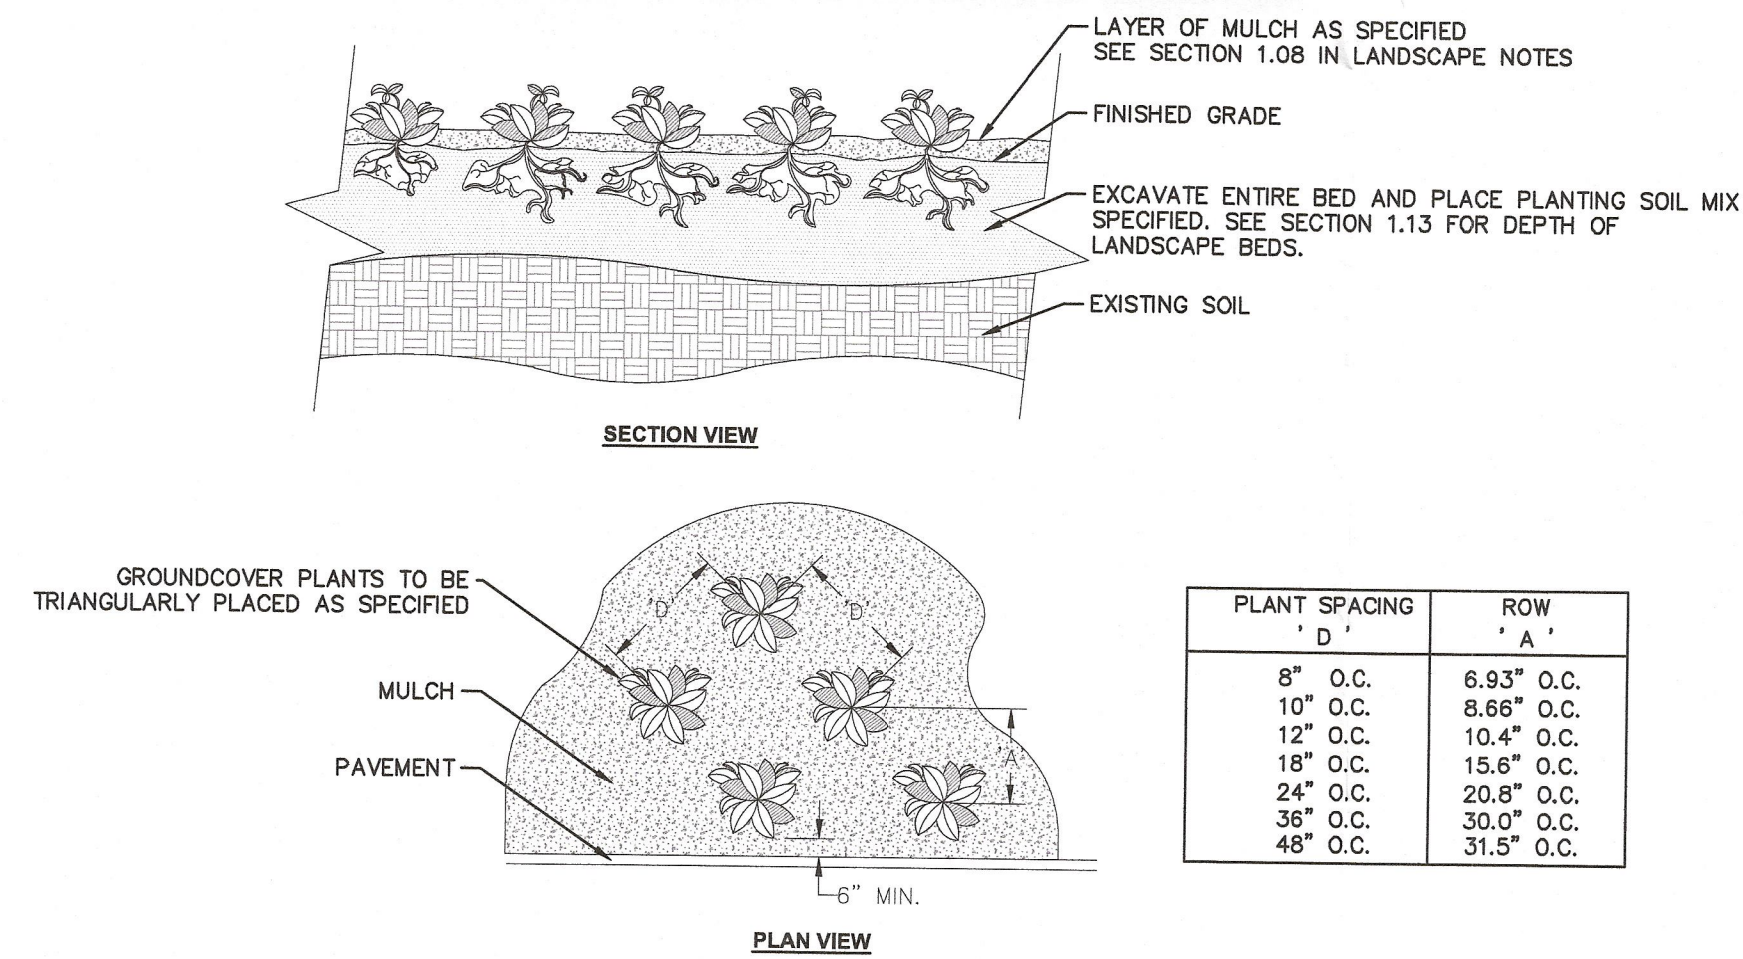 LAYER OF MULCH AS SPECIFIED
SEE SECTION 1.08 IN LANDSCAPE NOTES
FINISHED GRADE
EXCAVATE ENTIRE BED AND PLACE PLANTING SOIL MIX
SPECIFIED. SEE SECTION 1.13 FOR DEPTH OF
LANDSCAPE BEDS.
EXISTING SOIL
SECTION VIEW
GROUNDCOVER PLANTS TO BE
TRIANGULARLY PLACED AS SPECIFIED
MULCH
PAVEMENT
'D'
'D'
'A'
6" MIN.
PLAN VIEW
PLANT SPACING ROW
' D ' ' A '
8" O.C. 6.93" O.C.
10" O.C. 8.66" O.C.
12" O.C. 10.4" O.C.
18" O.C. 15.6" O.C.
24" O.C. 20.8" O.C.
36" O.C. 30.0" O.C.
48" O.C. 31.5" O.C.